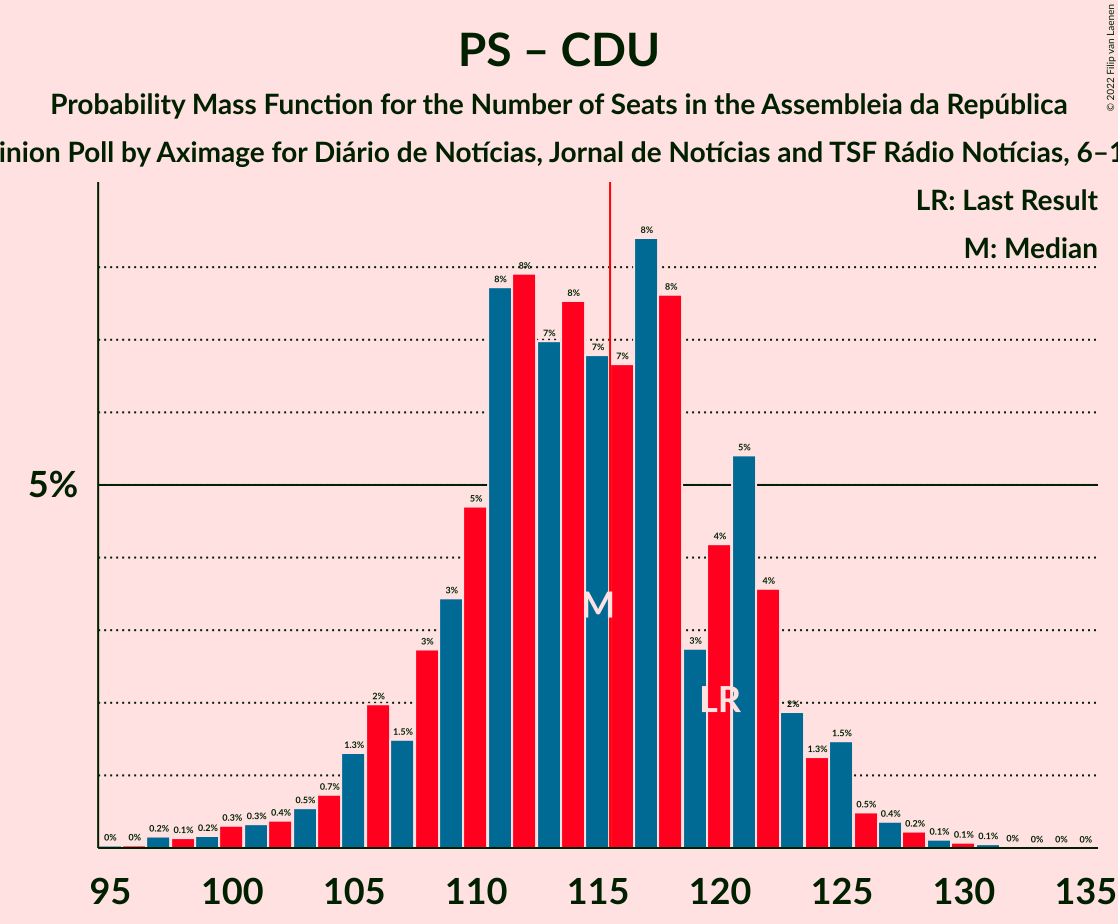 PS – CDU
Probability Mass Function for the Number of Seats in the Assembleia da República
inion Poll by Aximage for Diário de Notícias, Jornal de Notícias and TSF Rádio Notícias, 6–1
© 2022 Filip van Laenen
LR: Last Result
M: Median
5%
0% 0% 0.2% 0.1% 0.2% 0.3% 0.3% 0.4% 0.5% 0.7% 1.3% 2% 1.5% 3% 3% 5% 8% 8% 7% 8% 7% 7% 8% 8% 3% 4% 5% 4% 2% 1.3% 1.5% 0.5% 0.4% 0.2% 0.1% 0.1% 0.1% 0% 0% 0% 0%
M
LR
95 100 105 110 115 120 125 130 135